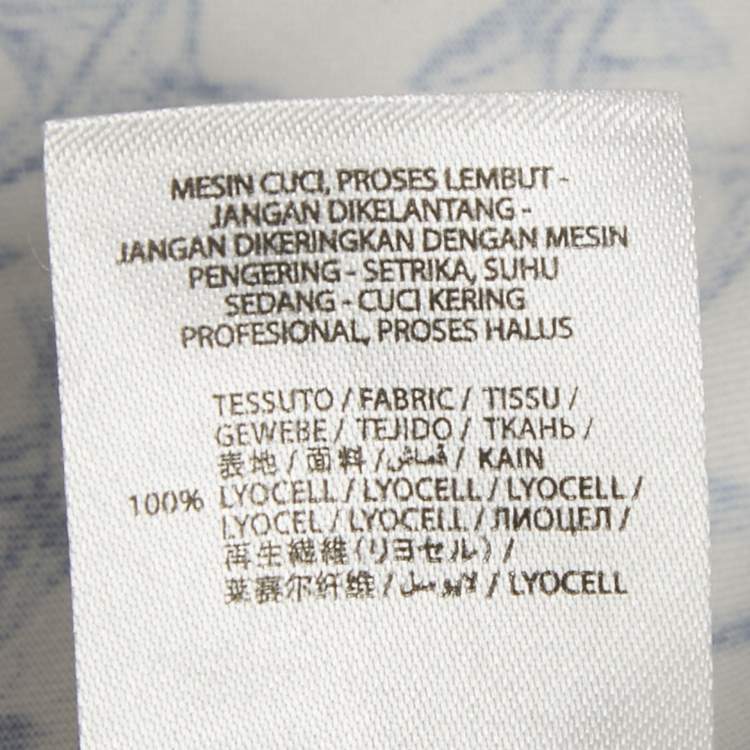 MESIN CUCI, PROSES LEMBUT -
JANGAN DIKELANTANG -
JANGAN DIKERINGKAN DENGAN MESIN
PENGERING - SETRIKA, SUHU
SEDANG - CUCI KERING
PROFESIONAL, PROSES HALUS
TESSUTO / FABRIC / TISSU /
GEWEBE / TEJIDO / ТКАНЬ /
表地 / 面料 / قماش / KAIN
100% LYOCELL / LYOCELL / LYOCELL /
LYOCEL / LYOCELL / ЛИОЦЕЛ /
再生繊維 (リヨセル) /
莱赛尔纤维 / لايوسل / LYOCELL